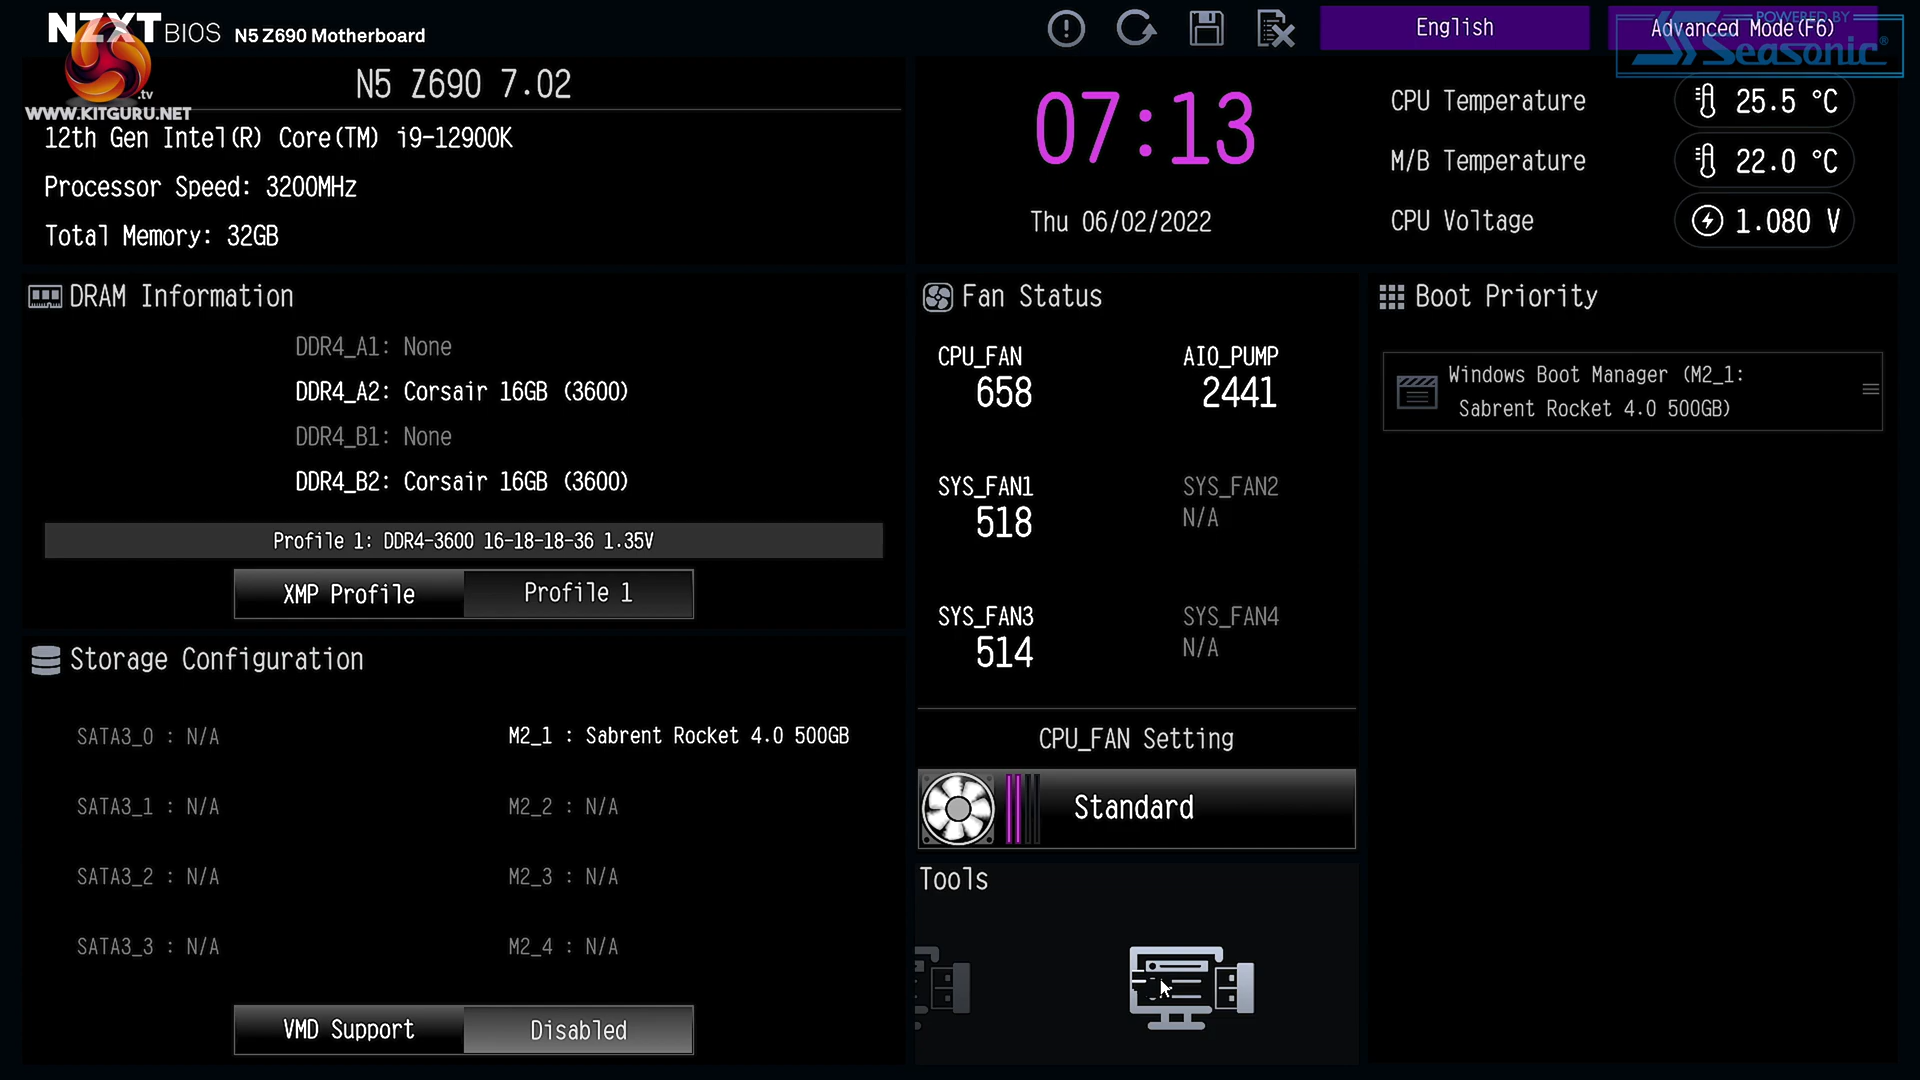 NZXT BIOS N5 Z690 Motherboard
English
Advanced Mode(F6)
POWERED BY
Seasonic®
.tv
WWW.KITGURU.NET
N5 Z690 7.02
12th Gen Intel(R) Core(TM) i9-12900K
Processor Speed: 3200MHz
Total Memory: 32GB
07:13
Thu 06/02/2022
CPU Temperature 25.5 °C
M/B Temperature 22.0 °C
CPU Voltage 1.080 V
DRAM Information
DDR4_A1: None
DDR4_A2: Corsair 16GB (3600)
DDR4_B1: None
DDR4_B2: Corsair 16GB (3600)
Profile 1: DDR4-3600 16-18-18-36 1.35V
XMP Profile Profile 1
Storage Configuration
SATA3_0 : N/A M2_1 : Sabrent Rocket 4.0 500GB
SATA3_1 : N/A M2_2 : N/A
SATA3_2 : N/A M2_3 : N/A
SATA3_3 : N/A M2_4 : N/A
VMD Support Disabled
Fan Status
CPU_FAN AIO_PUMP
658 2441
SYS_FAN1 SYS_FAN2
518 N/A
SYS_FAN3 SYS_FAN4
514 N/A
CPU_FAN Setting
Standard
Tools
Boot Priority
Windows Boot Manager (M2_1:
Sabrent Rocket 4.0 500GB)